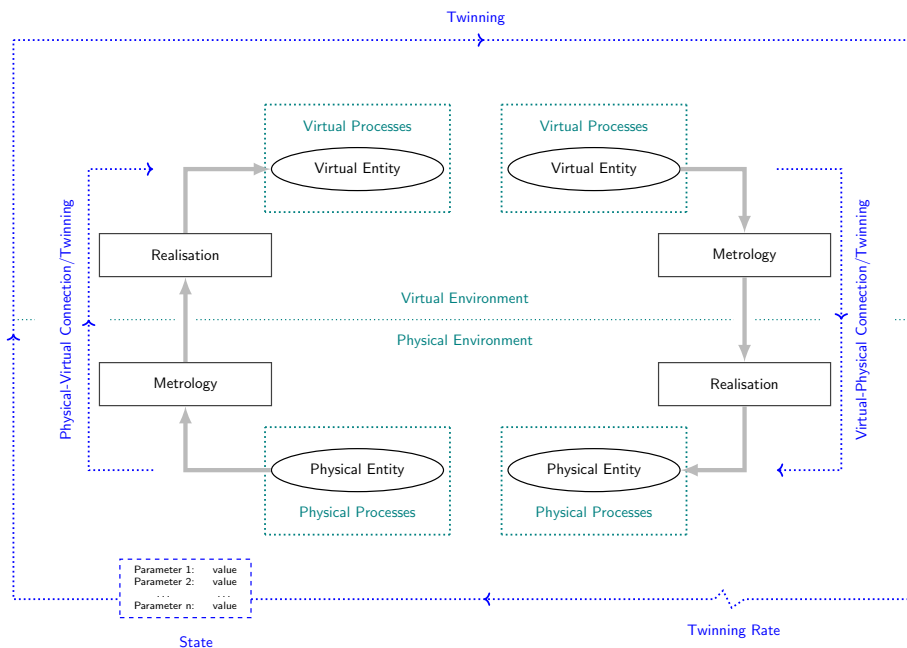 Twinning
Virtual Processes
Virtual Processes
Virtual Entity
Virtual Entity
Physical-Virtual Connection/Twinning
Realisation
Metrology
Virtual-Physical Connection/Twinning
Virtual Environment
Physical Environment
Metrology
Realisation
Physical Entity
Physical Entity
Physical Processes
Physical Processes
Parameter 1: value
Parameter 2: value
... ...
Parameter n: value
Twinning Rate
State